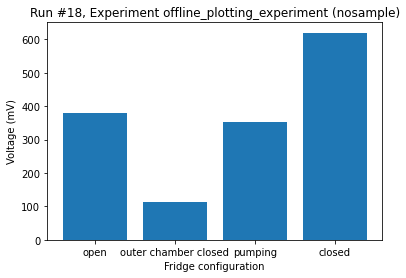 Run #18, Experiment offline_plotting_experiment (nosample)
600
500
400
300
200
100
0
Voltage (mV)
open outer chamber closed pumping closed
Fridge configuration